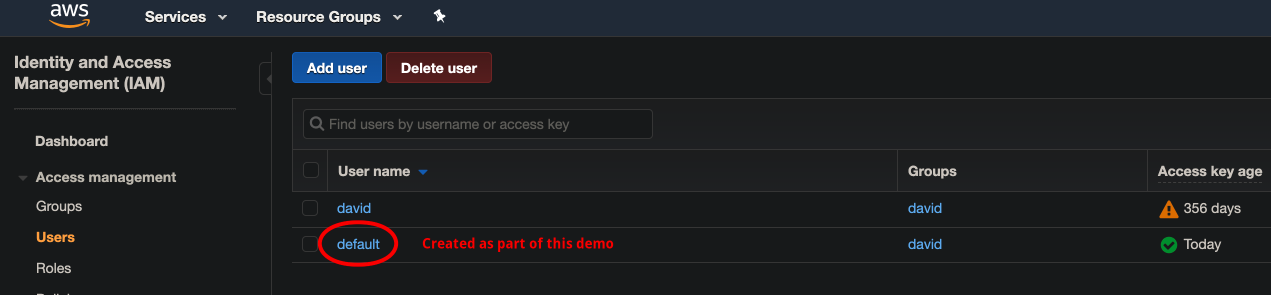 aws
Services
Resource Groups
Identity and Access
Management (IAM)
Dashboard
Access management
Groups
Users
Roles
Add user
Delete user
Find users by username or access key
User name
Groups
Access key age
david
david
356 days
default
Created as part of this demo
david
Today